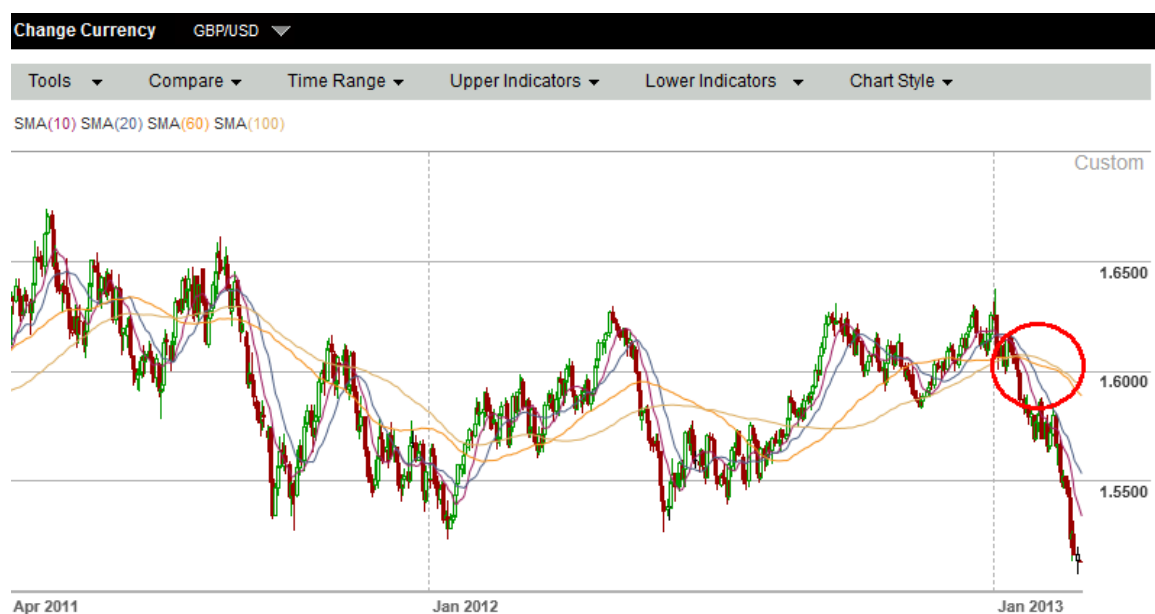 Change Currency GBP/USD
Tools Compare Time Range Upper Indicators Lower Indicators Chart Style
SMA(10) SMA(20) SMA(60) SMA(100)
Custom
1.6500
1.6000
1.5500
Apr 2011 Jan 2012 Jan 2013